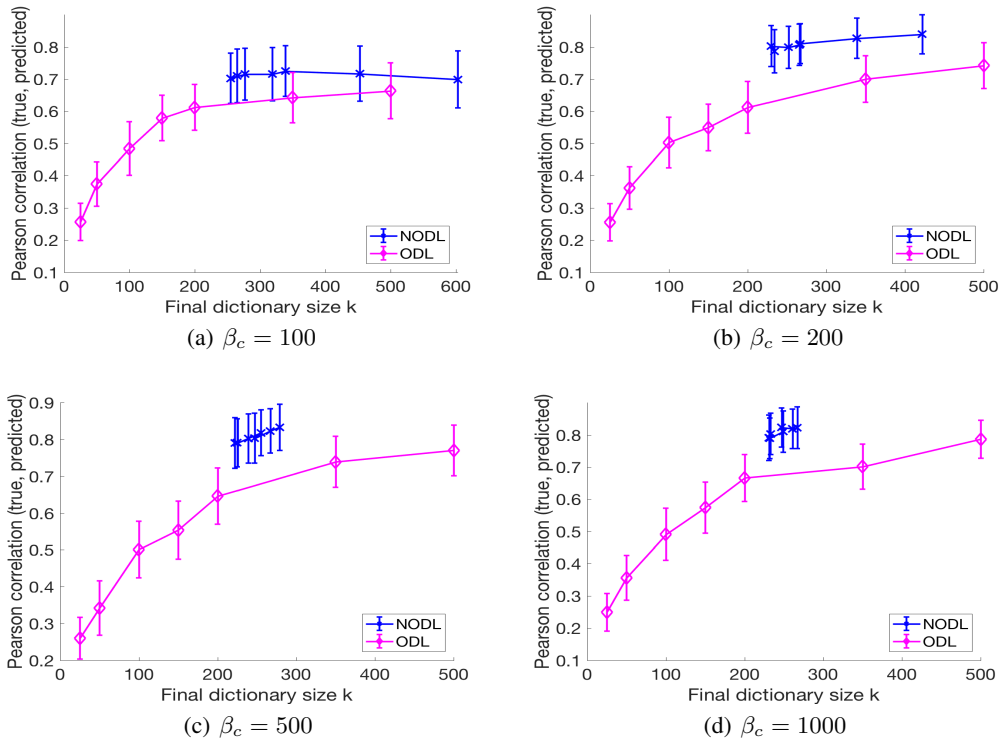 Pearson correlation (true, predicted)
0.8
0.7
0.6
0.5
0.4
0.3
0.2
0.1
0 100 200 300 400 500 600
Final dictionary size k
NODL
ODL
(a) β_c = 100
Pearson correlation (true, predicted)
0.8
0.7
0.6
0.5
0.4
0.3
0.2
0.1
0 100 200 300 400 500
Final dictionary size k
NODL
ODL
(b) β_c = 200
Pearson correlation (true, predicted)
0.9
0.8
0.7
0.6
0.5
0.4
0.3
0.2
0 100 200 300 400 500
Final dictionary size k
NODL
ODL
(c) β_c = 500
Pearson correlation (true, predicted)
0.8
0.7
0.6
0.5
0.4
0.3
0.2
0.1
0 100 200 300 400 500
Final dictionary size k
NODL
ODL
(d) β_c = 1000